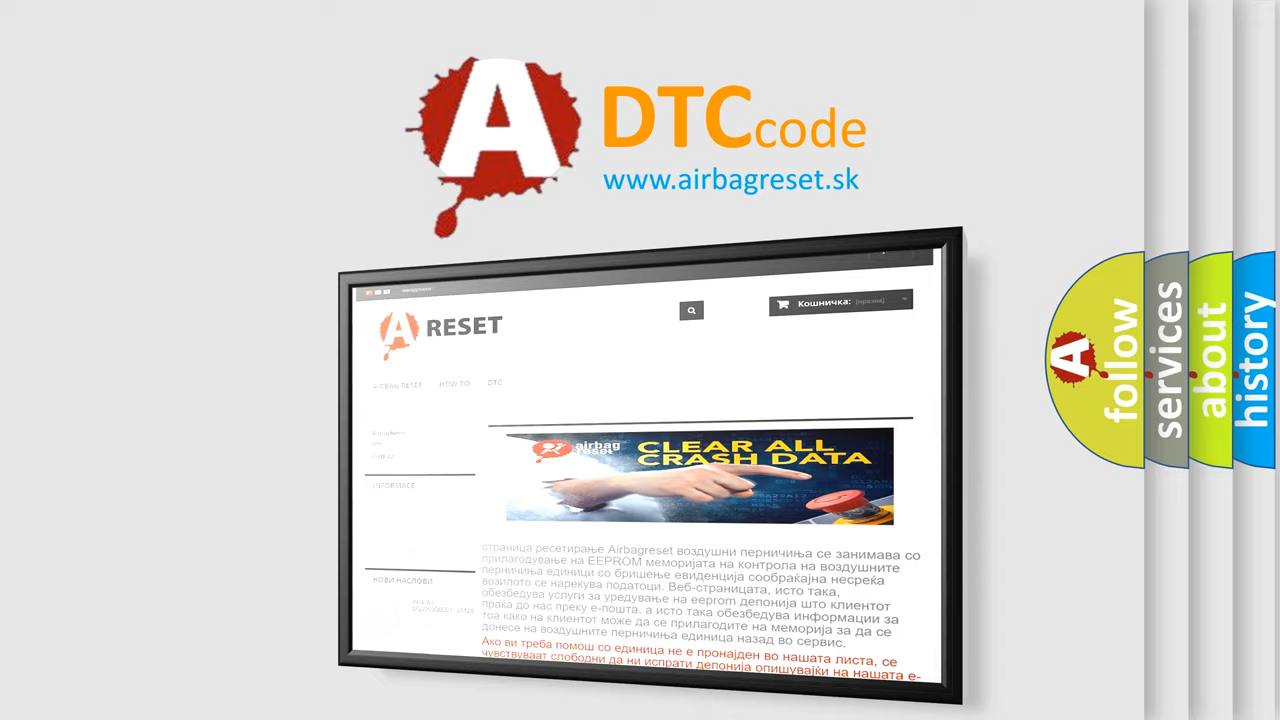 A DTCcode
www.airbagreset.sk
Кошничка: (празна)
A RESET
AIRBAG RESET HOW TO DTC
airbag reset
CLEAR ALL
CRASH DATA
INFORMACE
страница ресетирање Airbagreset воздушни перничиња се занимава со
прилагодување на EEPROM меморијата на контрола на воздушните
перничиња единици со бришење евиденција сообраќајна несреќа
возилото се нарекува податоци. Веб-страницата, исто така,
обезбедува услуги за уредување на eeprom депонија што клиентот
праќа до нас преку е-пошта, а исто така обезбедува информации за
тоа како на клиентот може да се прилагодите на меморија за да се
донесе на воздушните перничиња единица назад во сервис.
Ако ви треба помош со единица не е пронајден во нашата листа, се
чувствуваат слободни да ни испрати депонија опишувајќи на нашата е-
НОВИ НАСЛОВИ
A follow
services
about
history